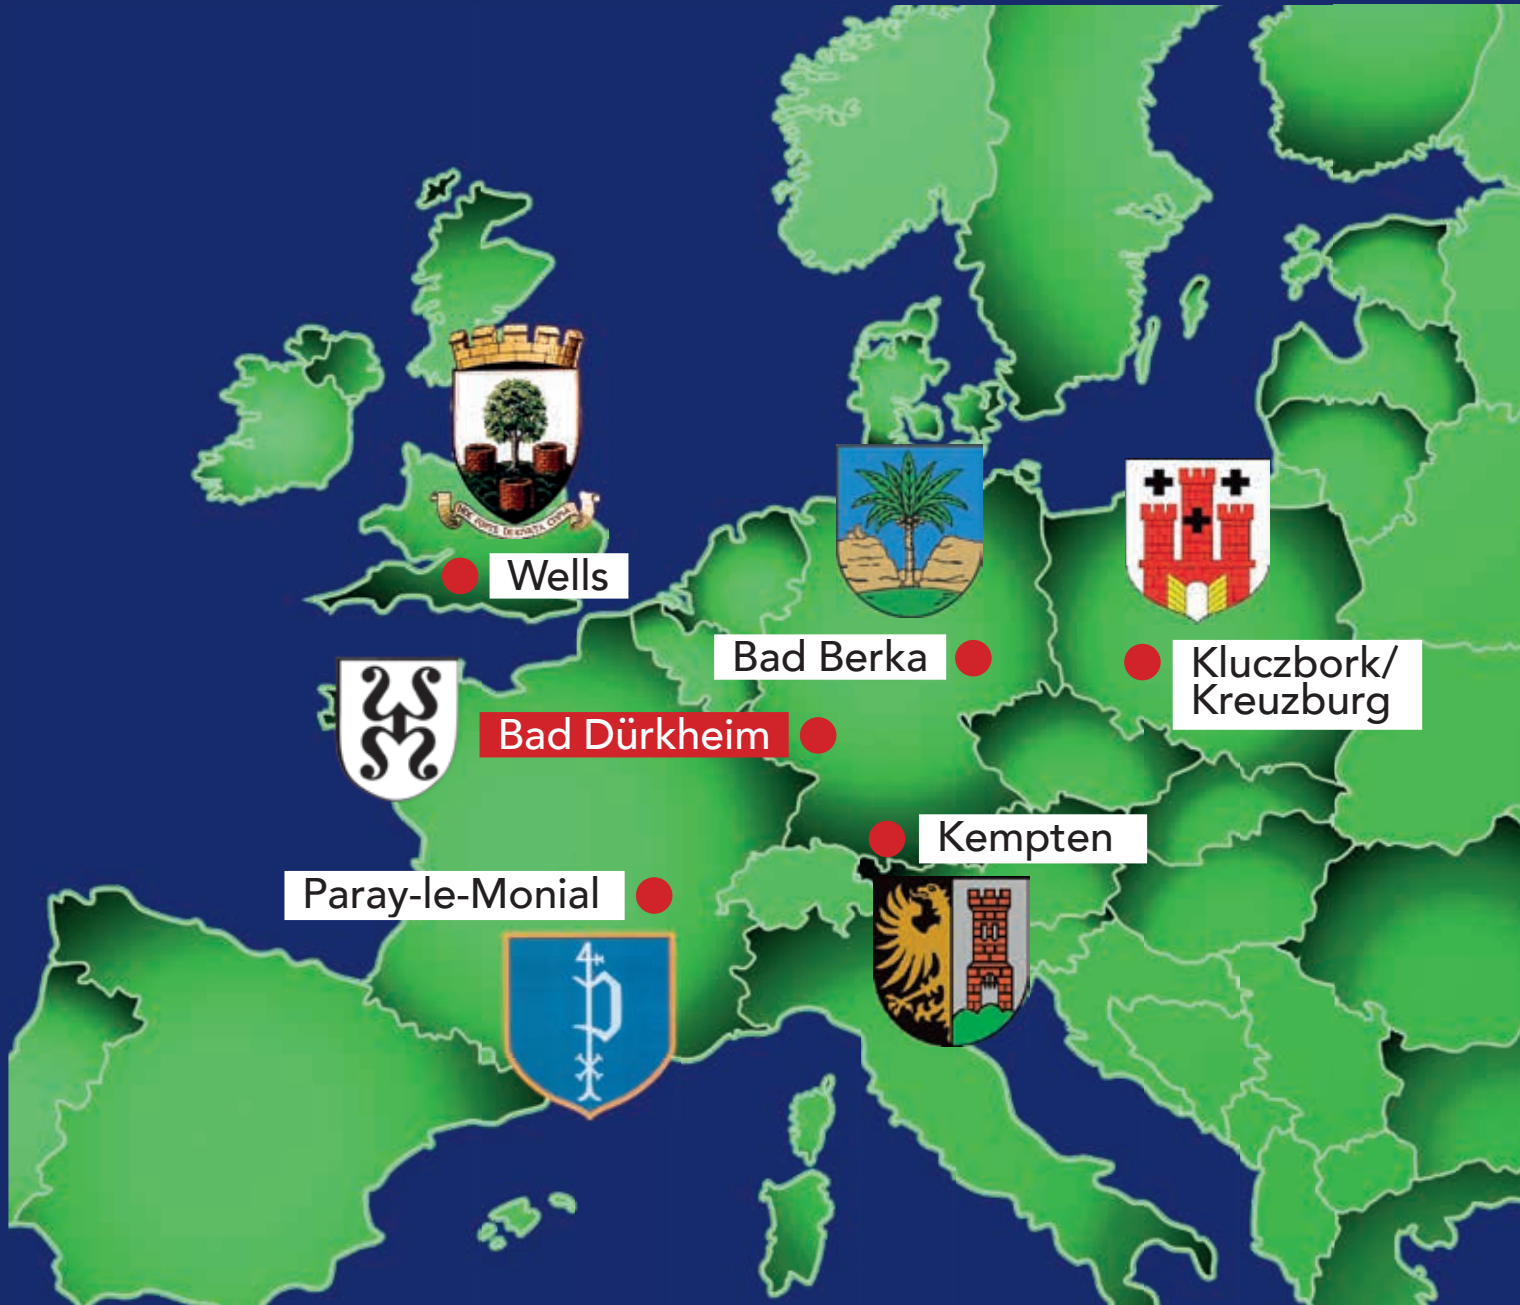 Wells
Bad Berka
Kluczbork/
Kreuzburg
Bad Dürkheim
Kempten
Paray-le-Monial